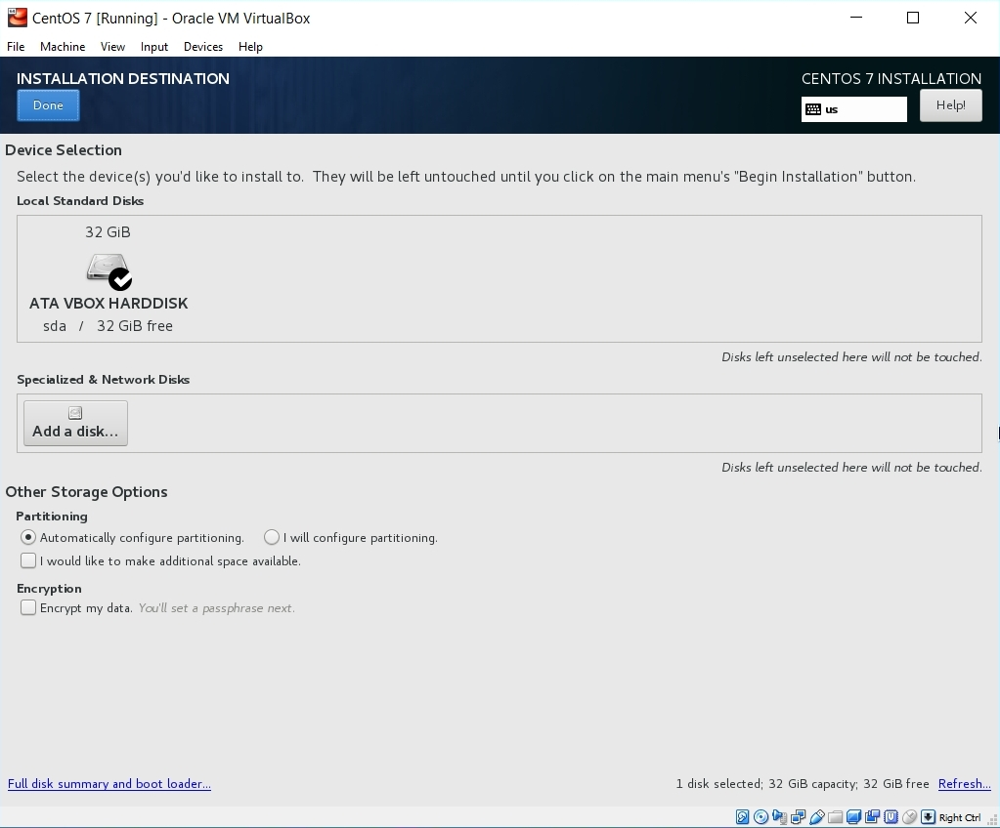 CentOS 7 [Running] - Oracle VM VirtualBox
File Machine View Input Devices Help
INSTALLATION DESTINATION
CENTOS 7 INSTALLATION
Done
us
Help!
Device Selection
Select the device(s) you'd like to install to. They will be left untouched until you click on the main menu's "Begin Installation" button.
Local Standard Disks
32 GiB
ATA VBOX HARDDISK
sda / 32 GiB free
Disks left unselected here will not be touched.
Specialized & Network Disks
Add a disk...
Disks left unselected here will not be touched.
Other Storage Options
Partitioning
Automatically configure partitioning. I will configure partitioning.
I would like to make additional space available.
Encryption
Encrypt my data. You'll set a passphrase next.
Full disk summary and boot loader...
1 disk selected; 32 GiB capacity; 32 GiB free Refresh...
Right Ctrl